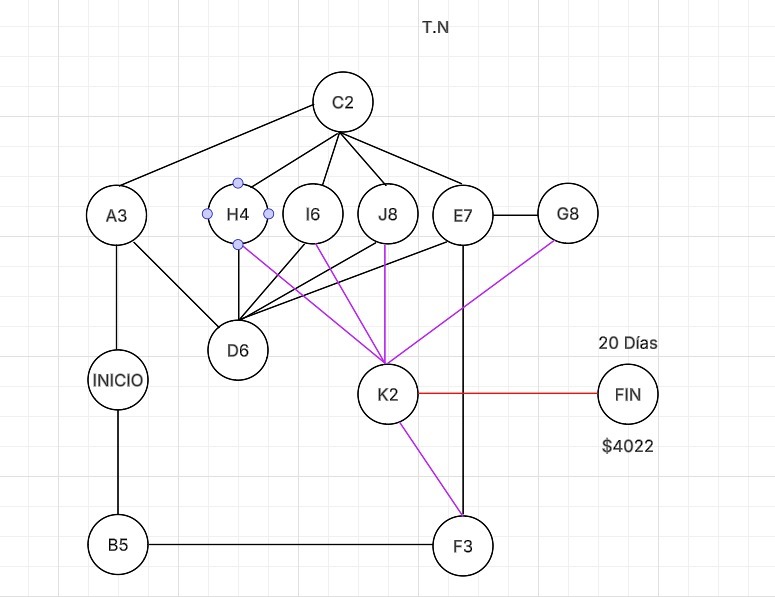 T.N
C2
A3
H4
I6
J8
E7
G8
D6
INICIO
20 Días
K2
FIN
$4022
B5
F3